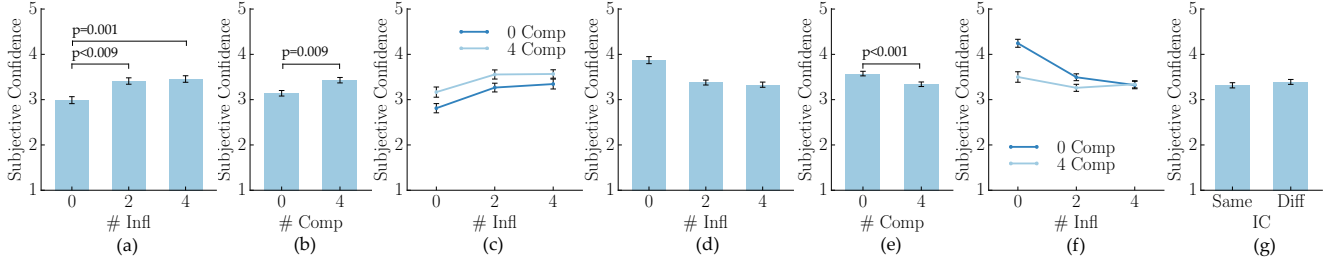 Subjective Confidence
5
4
3
2
1
p=0.001
p<0.009
0
2
4
# Infl
(a)
Subjective Confidence
5
4
3
2
1
p=0.009
0
4
# Comp
(b)
Subjective Confidence
5
4
3
2
1
0 Comp
4 Comp
0
2
4
# Infl
(c)
Subjective Confidence
5
4
3
2
1
0
2
4
# Infl
(d)
Subjective Confidence
5
4
3
2
1
p<0.001
0
4
# Comp
(e)
Subjective Confidence
5
4
3
2
1
0 Comp
4 Comp
0
2
4
# Infl
(f)
Subjective Confidence
5
4
3
2
1
Same
Diff
IC
(g)